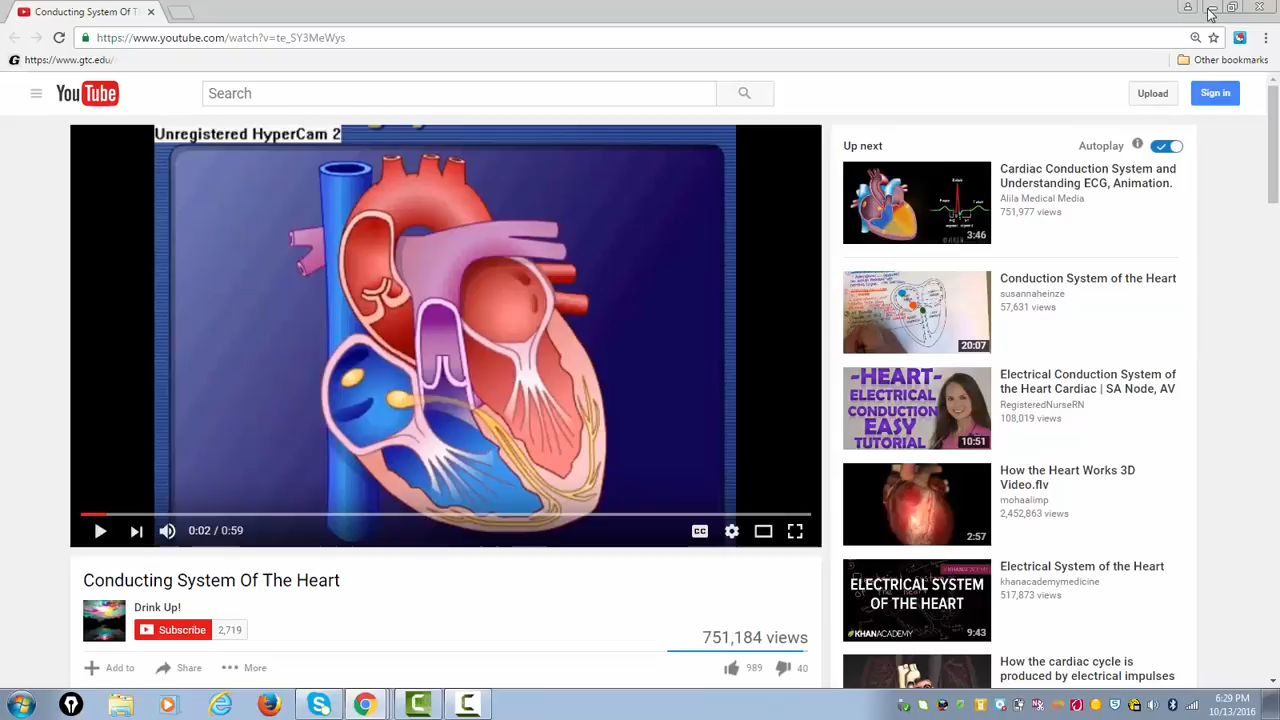 Conducting System Of T
https://www.youtube.com/watch?v=te_SY3MeWys
https://www.gtc.edu/
Other bookmarks
YouTube
Search
Upload
Sign in
Unregistered HyperCam 2
0:02 / 0:59
CC
Conducting System Of The Heart
Drink Up!
Subscribe 2,719
751,184 views
Add to
Share
More
989
40
Up next
Autoplay
3:46
Cardiac Conduction System and
Understanding ECG, Animation.
Alila Medical Media
751,977 views
20:07
Conduction System of the Heart
susannaheinze
57,631 views
-HEART-
ELECTRICAL
CONDUCTION
EASY
TUTORIAL
10:51
Electrical Conduction System of
the Heart Cardiac | SA Node, AV
RegisteredNurseRN
108,019 views
2:57
How the Heart Works 3D
Video.flv
mohaalimp
2,452,863 views
ELECTRICAL SYSTEM
OF THE HEART
KHANACADEMY
9:43
Electrical System of the Heart
khanacademymedicine
517,873 views
How the cardiac cycle is
produced by electrical impulses
6:29 PM
10/13/2016